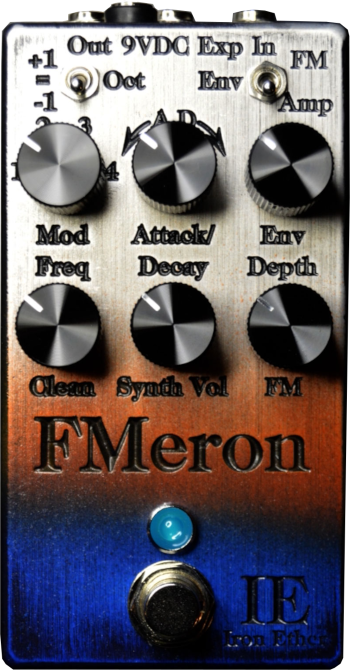 Out 9VDC Exp In
+1
=
-1
Oct
Env
FM
Amp
2 3
1 4
A D
Mod Freq
Attack/ Decay
Env Depth
Clean
Synth Vol
FM
FMeron
IE
Iron Ether